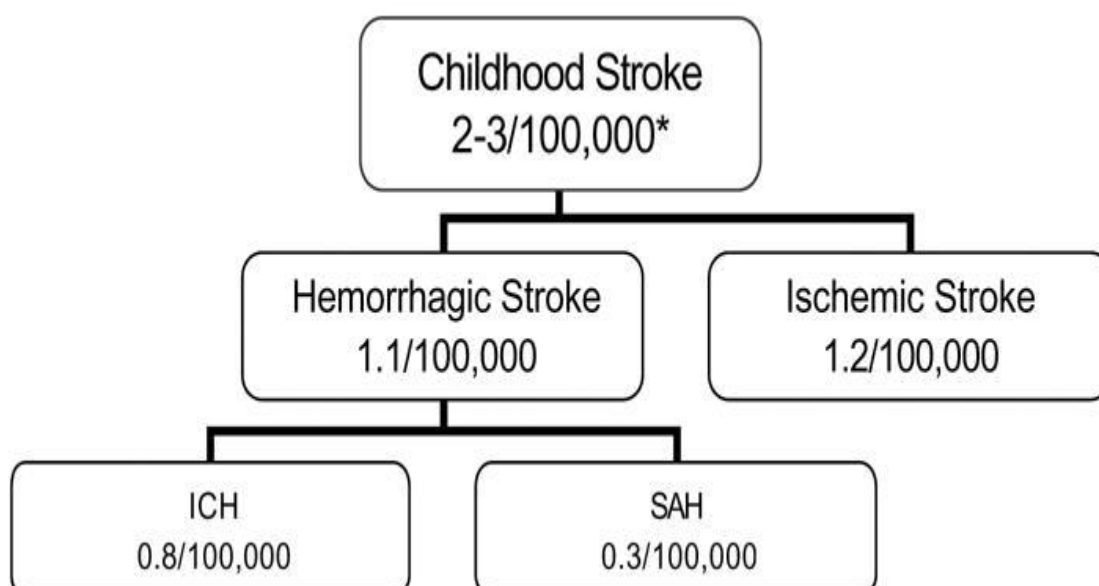 Childhood Stroke
2-3/100,000*
Hemorrhagic Stroke
1.1/100,000
Ischemic Stroke
1.2/100,000
ICH
0.8/100,000
SAH
0.3/100,000